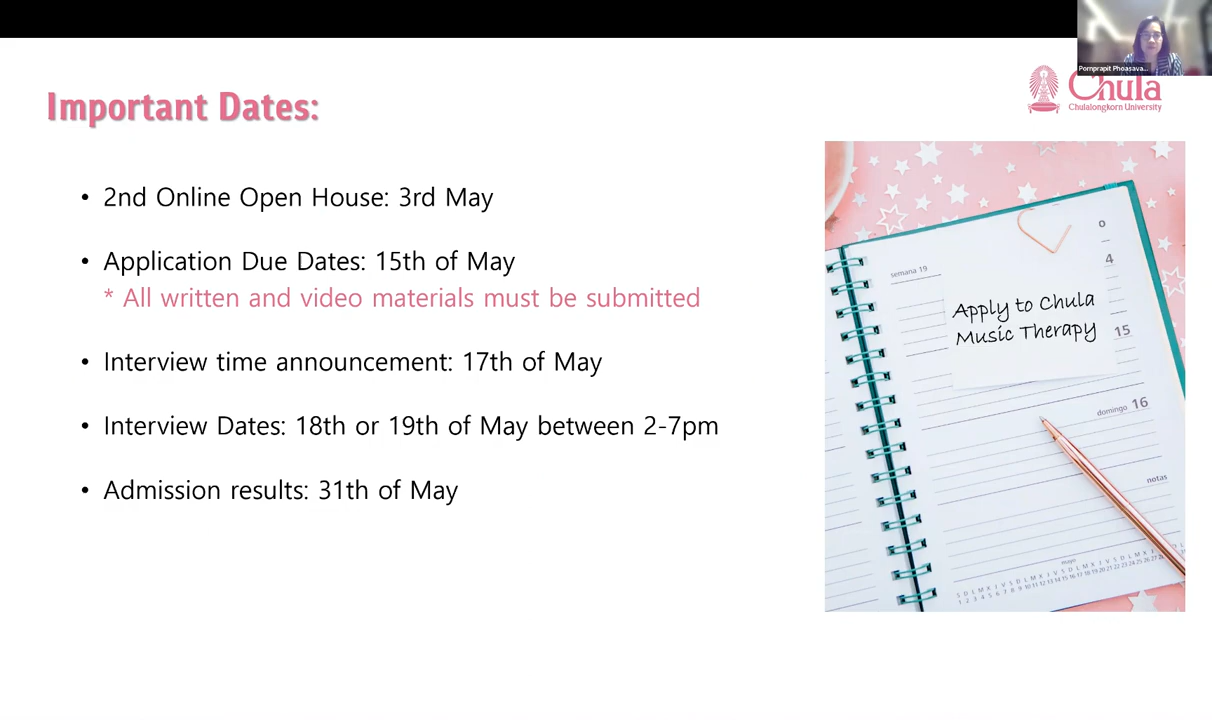 Pornprapit Phoasava...
Chula
Chulalongkorn University
Important Dates:
• 2nd Online Open House: 3rd May
• Application Due Dates: 15th of May
* All written and video materials must be submitted
• Interview time announcement: 17th of May
• Interview Dates: 18th or 19th of May between 2-7pm
• Admission results: 31th of May
semana 19
4
Apply to Chula
Music Therapy
15
domingo 16
notas
mayo
S D L M K J V S D L M K J V S D L M K J V S D L M K J V S D L